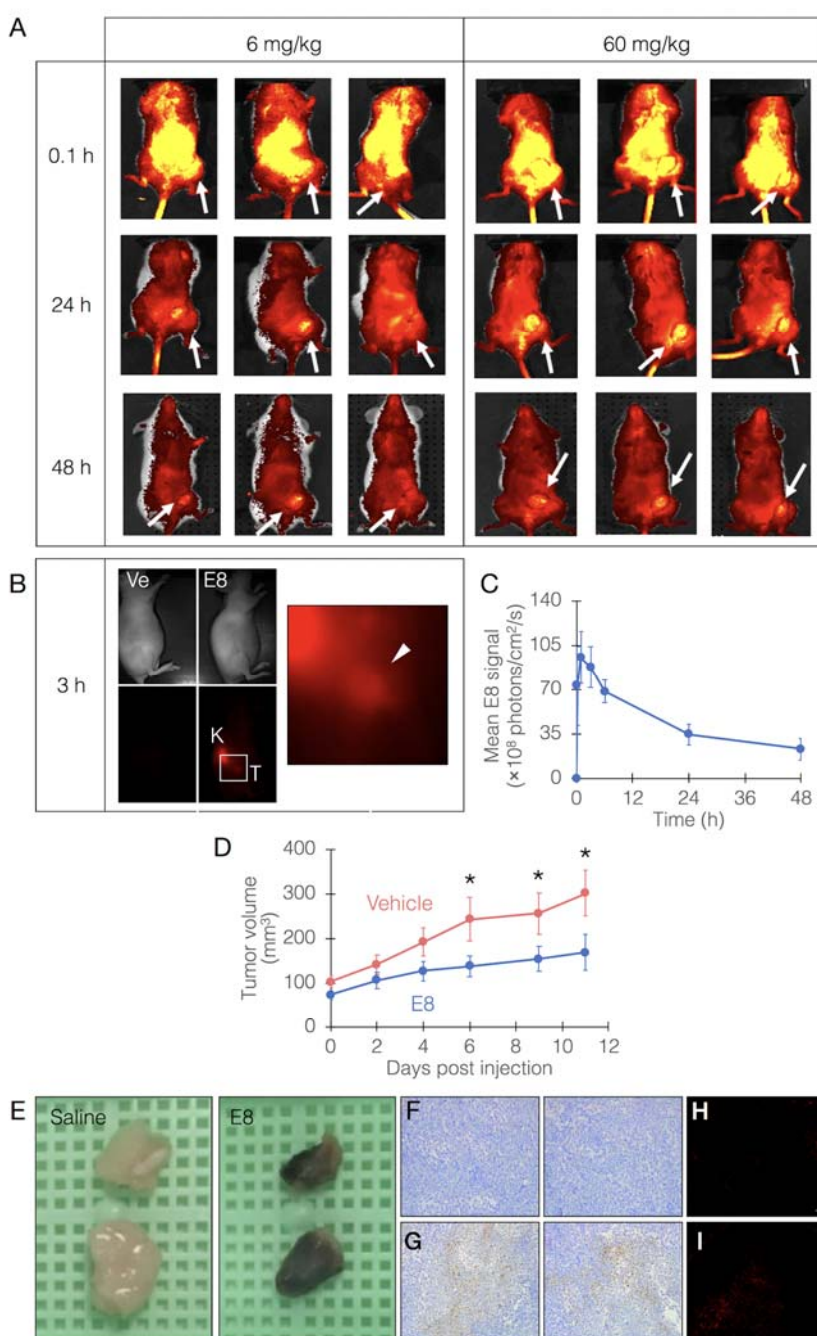 A
6 mg/kg
60 mg/kg
0.1 h
24 h
48 h
B
3 h
Ve
E8
K
T
C
Mean E8 signal
(×10⁸ photons/cm²/s)
140
105
70
35
0
0
12
24
36
48
Time (h)
D
Tumor volume
(mm³)
400
300
200
100
0
*
*
*
Vehicle
E8
0
2
4
6
8
10
12
Days post injection
E
Saline
E8
F
G
H
I